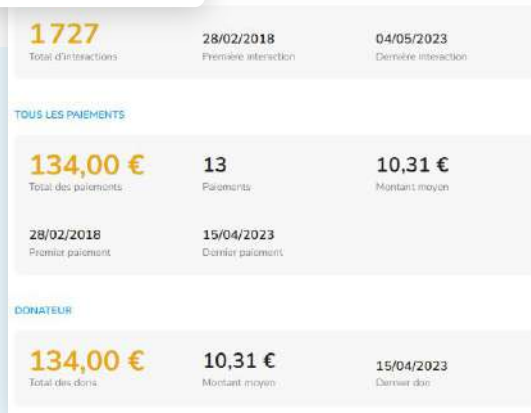 1 727 28/02/2018 04/05/2023
Total d'interactions Première interaction Dernière interaction
TOUS LES PAIEMENTS
134,00 € 13 10,31 €
Total des paiements Paiements Montant moyen
28/02/2018 15/04/2023
Premier paiement Dernier paiement
DONATEUR
134,00 € 10,31 € 15/04/2023
Total des dons Montant moyen Dernier don